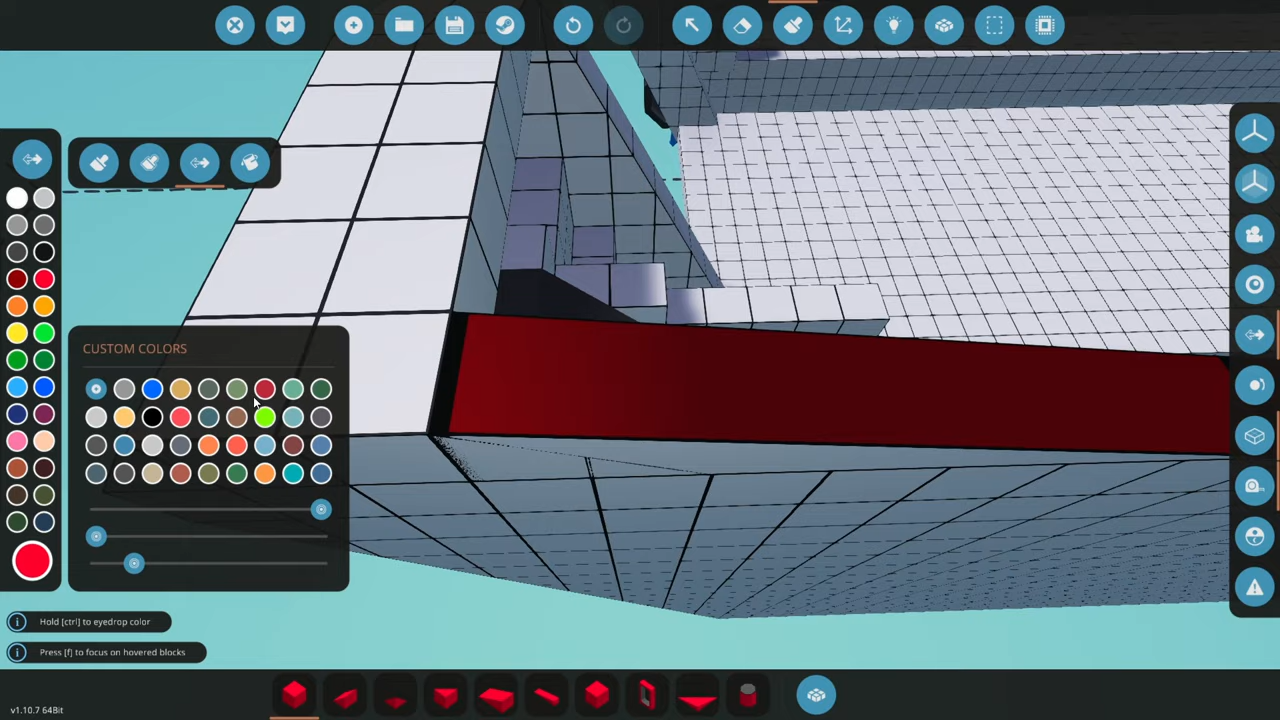 CUSTOM COLORS
Hold [ctrl] to eyedrop color
Press [f] to focus on hovered blocks
v1.10.7 64Bit